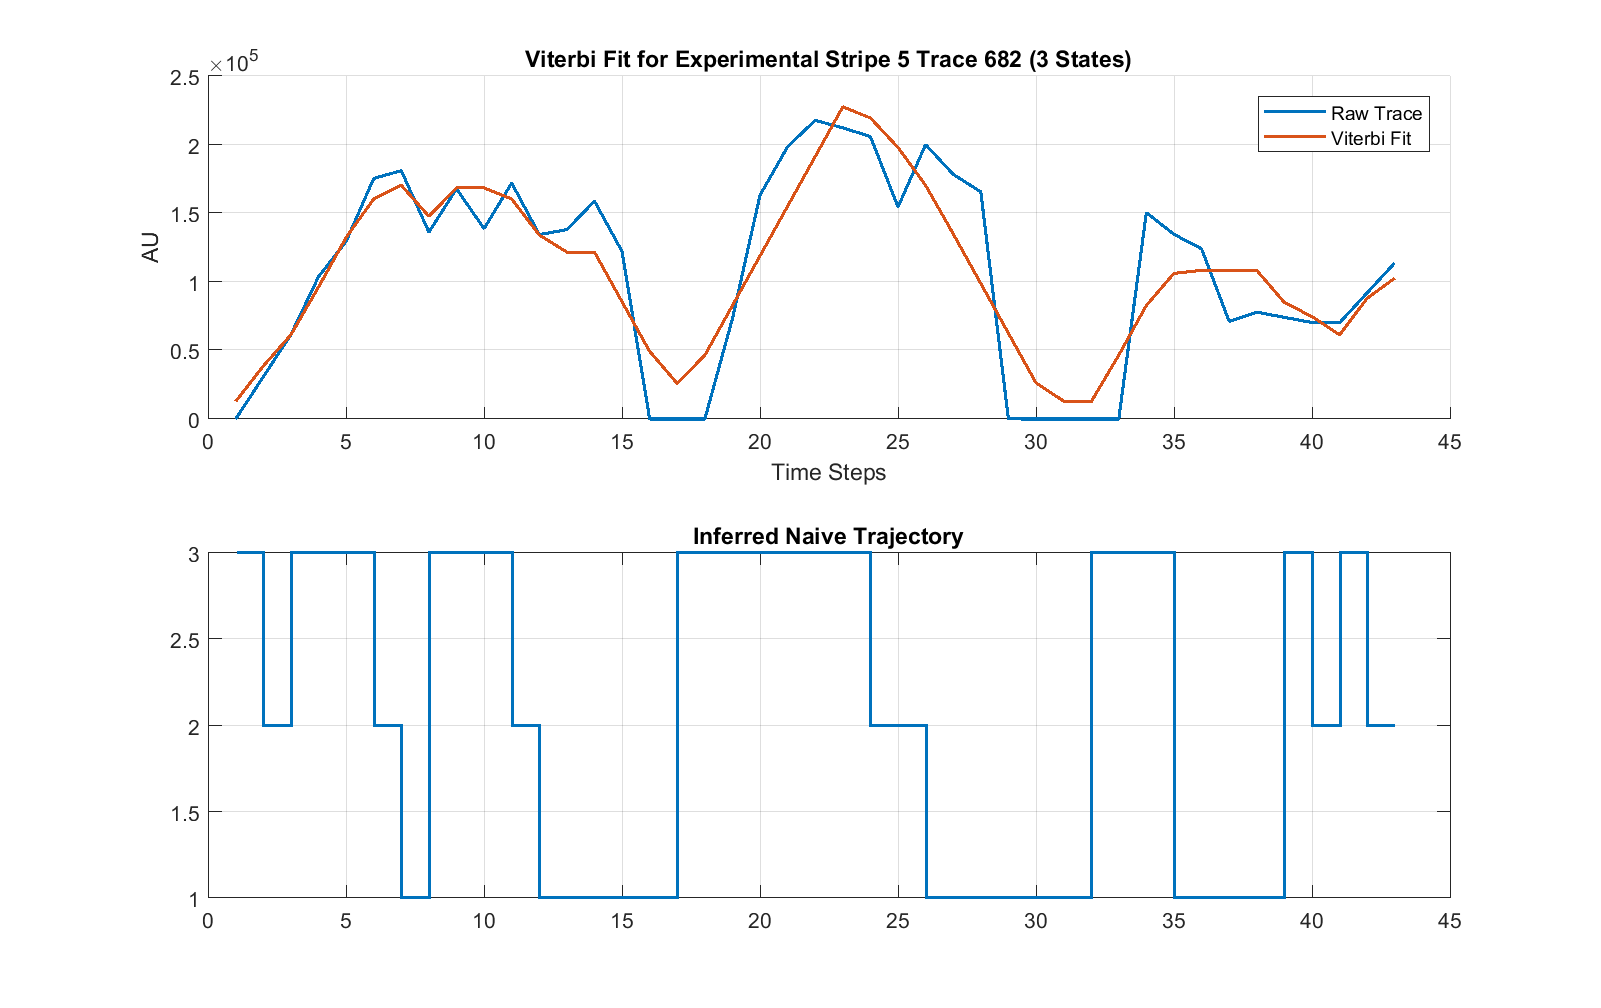 Viterbi Fit for Experimental Stripe 5 Trace 682 (3 States)
×10^5
2.5
2
1.5
1
0.5
0
AU
Raw Trace
Viterbi Fit
0 5 10 15 20 25 30 35 40 45
Time Steps
Inferred Naive Trajectory
3
2.5
2
1.5
1
0 5 10 15 20 25 30 35 40 45